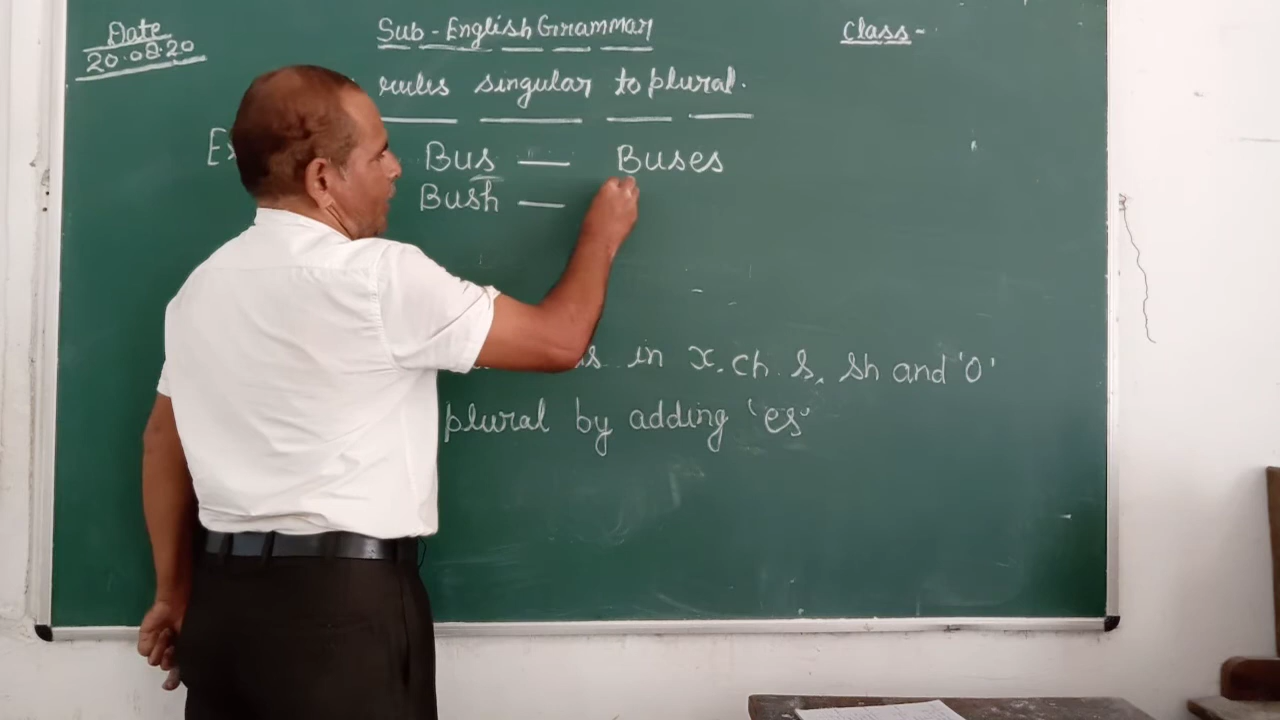 Date
20.08.20
Sub - English Grammar
Class -
rules singular to plural.
Bus — Buses
Bush —
in x, ch s, sh and 'o'
plural by adding 'es'